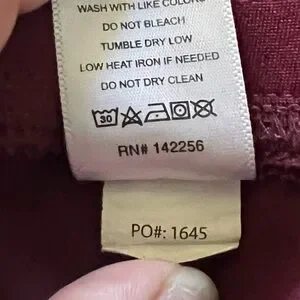 WASH WITH LIKE COLORS
DO NOT BLEACH
TUMBLE DRY LOW
LOW HEAT IRON IF NEEDED
DO NOT DRY CLEAN
30
RN# 142256
PO#: 1645